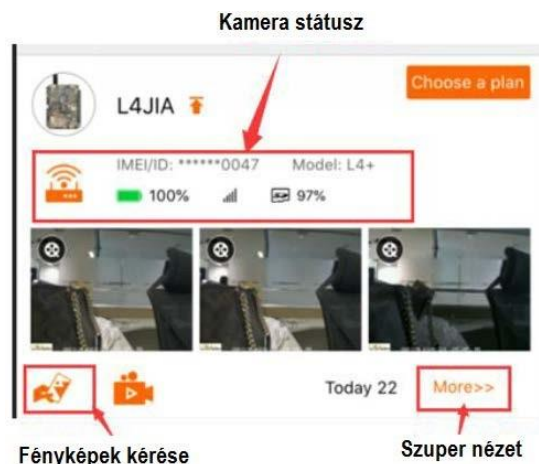 Kamera státusz
Choose a plan
L4JIA
IMEI/ID: ******0047 Model: L4+
100% 97%
Today 22 More>>
Fényképek kérése
Szuper nézet